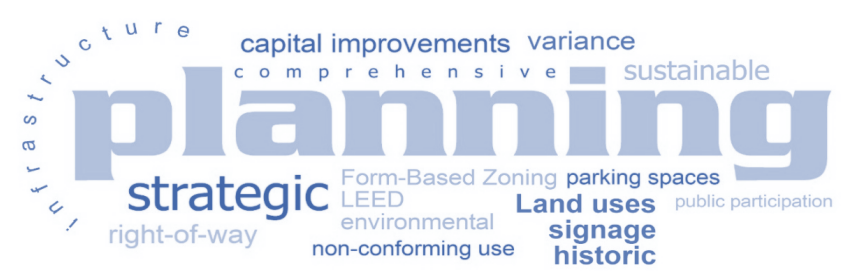 infrastructure
capital improvements variance
comprehensive sustainable
planning
strategic Form-Based Zoning parking spaces
LEED Land uses public participation
right-of-way environmental signage
non-conforming use historic